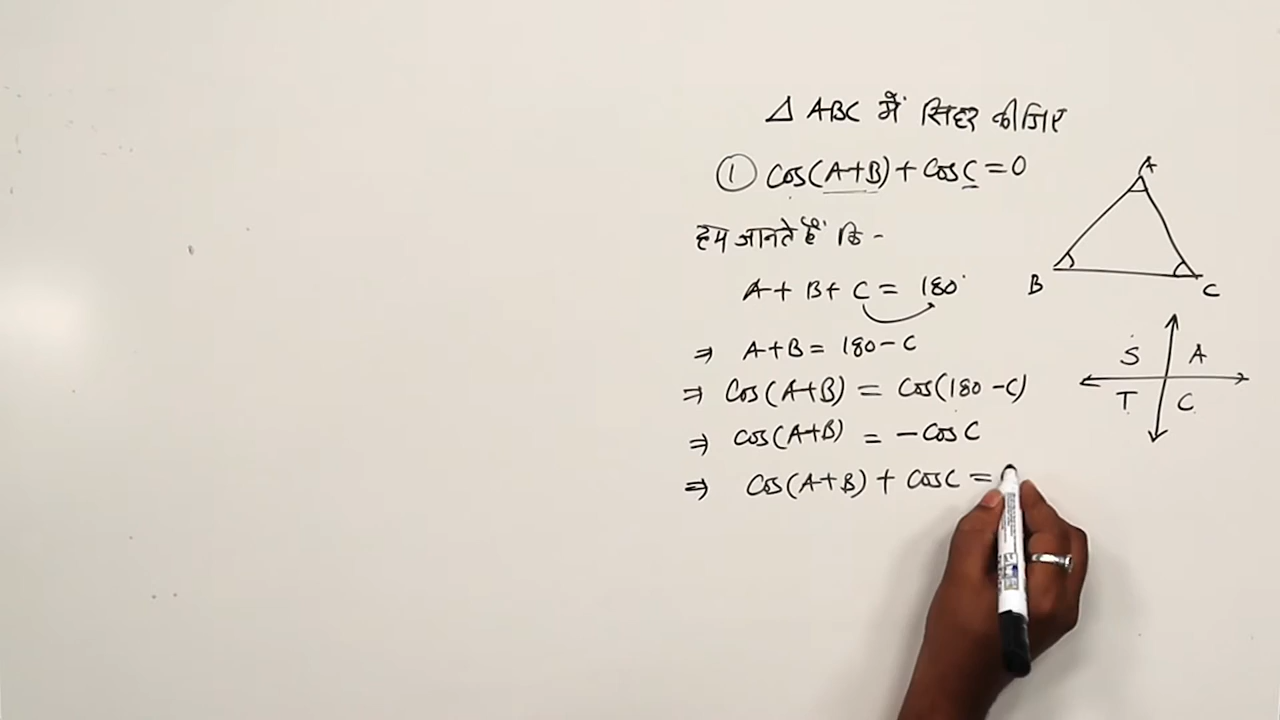 △ ABC में सिद्ध कीजिए
① Cos(A+B) + Cos C = 0
हम जानते हैं कि -
A + B + C = 180°
⇒ A+B = 180 - C
⇒ Cos(A+B) = Cos(180 - C)
⇒ Cos(A+B) = - Cos C
⇒ Cos(A+B) + Cos C =
A
B C
S A
T C